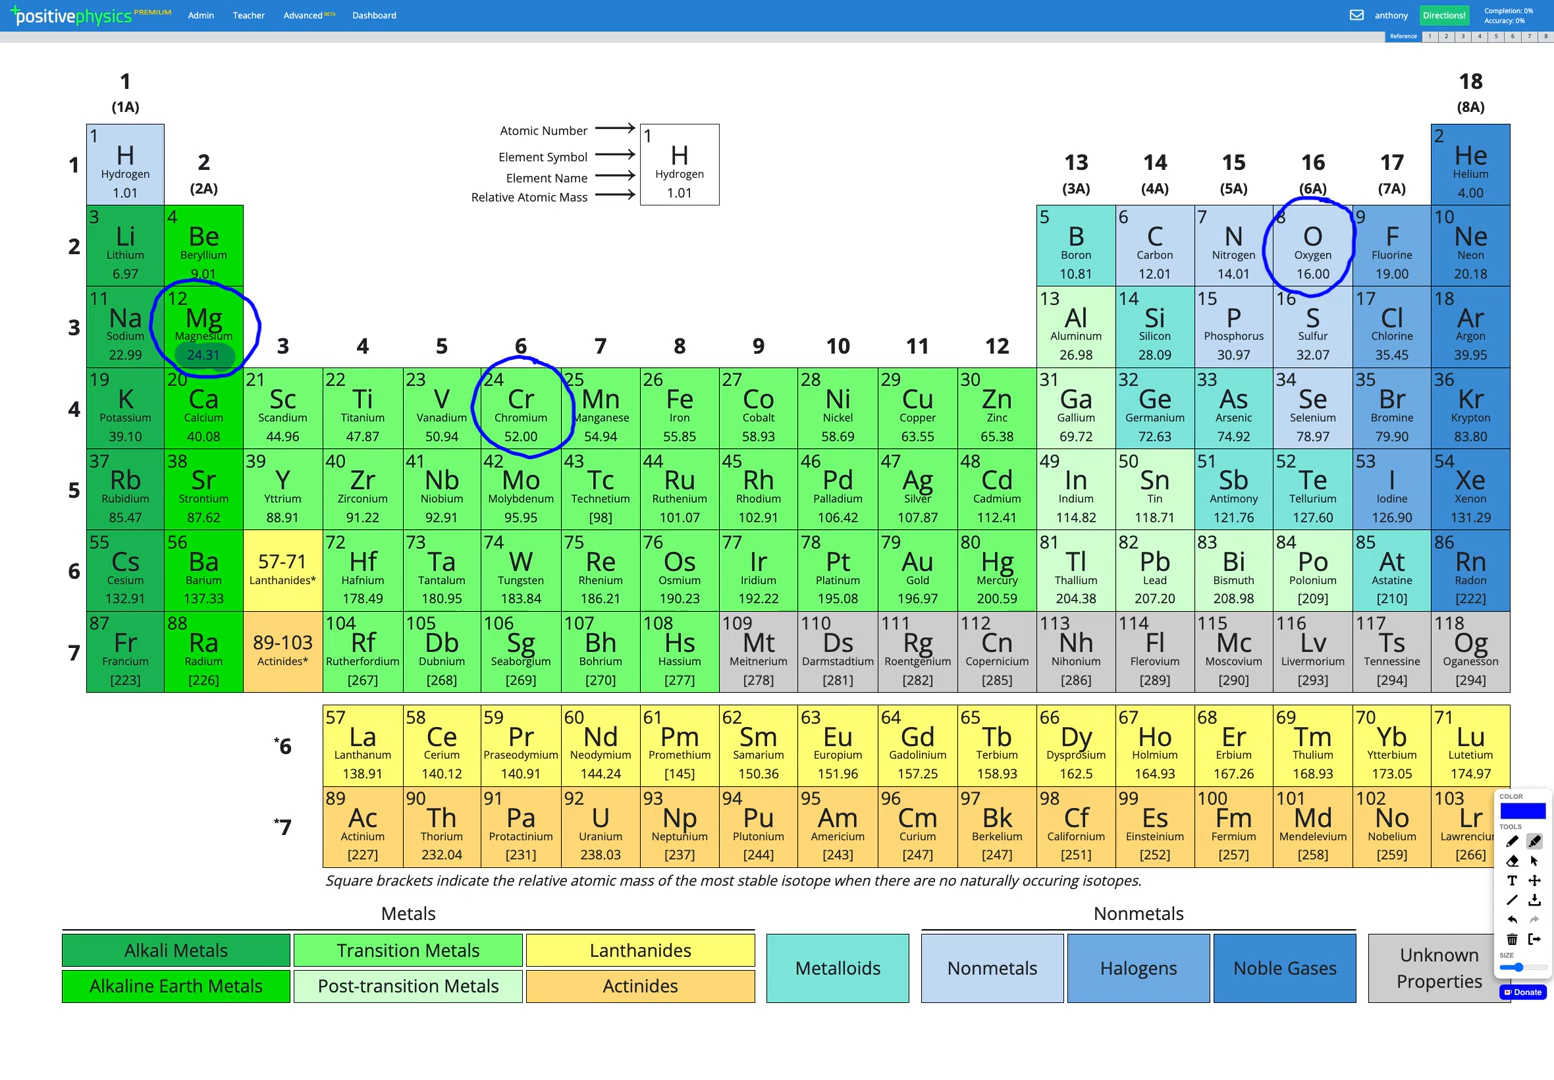 positivephysics PREMIUM Admin Teacher Advanced BETA Dashboard anthony Directions! Completion: 0% Accuracy: 0%
Reference 1 2 3 4 5 6 7 8
1 18
(1A) (8A)
Atomic Number 1
Element Symbol H
Element Name Hydrogen
Relative Atomic Mass 1.01
1 2
1 H 2 13 14 15 16 17 He
Hydrogen (2A) (3A) (4A) (5A) (6A) (7A) Helium
1.01 4.00
3 4 5 6 7 8 9 10
2 Li Be B C N O F Ne
Lithium Beryllium Boron Carbon Nitrogen Oxygen Fluorine Neon
6.97 9.01 10.81 12.01 14.01 16.00 19.00 20.18
11 12 13 14 15 16 17 18
3 Na Mg Al Si P S Cl Ar
Sodium Magnesium Aluminum Silicon Phosphorus Sulfur Chlorine Argon
22.99 24.31 3 4 5 6 7 8 9 10 11 12 26.98 28.09 30.97 32.07 35.45 39.95
19 20 21 22 23 24 25 26 27 28 29 30 31 32 33 34 35 36
4 K Ca Sc Ti V Cr Mn Fe Co Ni Cu Zn Ga Ge As Se Br Kr
Potassium Calcium Scandium Titanium Vanadium Chromium Manganese Iron Cobalt Nickel Copper Zinc Gallium Germanium Arsenic Selenium Bromine Krypton
39.10 40.08 44.96 47.87 50.94 52.00 54.94 55.85 58.93 58.69 63.55 65.38 69.72 72.63 74.92 78.97 79.90 83.80
37 38 39 40 41 42 43 44 45 46 47 48 49 50 51 52 53 54
5 Rb Sr Y Zr Nb Mo Tc Ru Rh Pd Ag Cd In Sn Sb Te I Xe
Rubidium Strontium Yttrium Zirconium Niobium Molybdenum Technetium Ruthenium Rhodium Palladium Silver Cadmium Indium Tin Antimony Tellurium Iodine Xenon
85.47 87.62 88.91 91.22 92.91 95.95 [98] 101.07 102.91 106.42 107.87 112.41 114.82 118.71 121.76 127.60 126.90 131.29
55 56 57-71 72 73 74 75 76 77 78 79 80 81 82 83 84 85 86
6 Cs Ba Lanthanides* Hf Ta W Re Os Ir Pt Au Hg Tl Pb Bi Po At Rn
Cesium Barium Hafnium Tantalum Tungsten Rhenium Osmium Iridium Platinum Gold Mercury Thallium Lead Bismuth Polonium Astatine Radon
132.91 137.33 178.49 180.95 183.84 186.21 190.23 192.22 195.08 196.97 200.59 204.38 207.20 208.98 [209] [210] [222]
87 88 89-103 104 105 106 107 108 109 110 111 112 113 114 115 116 117 118
7 Fr Ra Actinides* Rf Db Sg Bh Hs Mt Ds Rg Cn Nh Fl Mc Lv Ts Og
Francium Radium Rutherfordium Dubnium Seaborgium Bohrium Hassium Meitnerium Darmstadtium Roentgenium Copernicium Nihonium Flerovium Moscovium Livermorium Tennessine Oganesson
[223] [226] [267] [268] [269] [270] [277] [278] [281] [282] [285] [286] [289] [290] [293] [294] [294]
57 58 59 60 61 62 63 64 65 66 67 68 69 70 71
*6 La Ce Pr Nd Pm Sm Eu Gd Tb Dy Ho Er Tm Yb Lu
Lanthanum Cerium Praseodymium Neodymium Promethium Samarium Europium Gadolinium Terbium Dysprosium Holmium Erbium Thulium Ytterbium Lutetium
138.91 140.12 140.91 144.24 [145] 150.36 151.96 157.25 158.93 162.5 164.93 167.26 168.93 173.05 174.97
89 90 91 92 93 94 95 96 97 98 99 100 101 102 103
*7 Ac Th Pa U Np Pu Am Cm Bk Cf Es Fm Md No Lr
Actinium Thorium Protactinium Uranium Neptunium Plutonium Americium Curium Berkelium Californium Einsteinium Fermium Mendelevium Nobelium Lawrenciu
[227] 232.04 [231] 238.03 [237] [244] [243] [247] [247] [251] [252] [257] [258] [259] [266]
Square brackets indicate the relative atomic mass of the most stable isotope when there are no naturally occuring isotopes.
Metals Nonmetals
Alkali Metals Transition Metals Lanthanides
Alkaline Earth Metals Post-transition Metals Actinides
Metalloids Nonmetals Halogens Noble Gases
Unknown
Properties
COLOR
TOOLS
T
SIZE
Donate